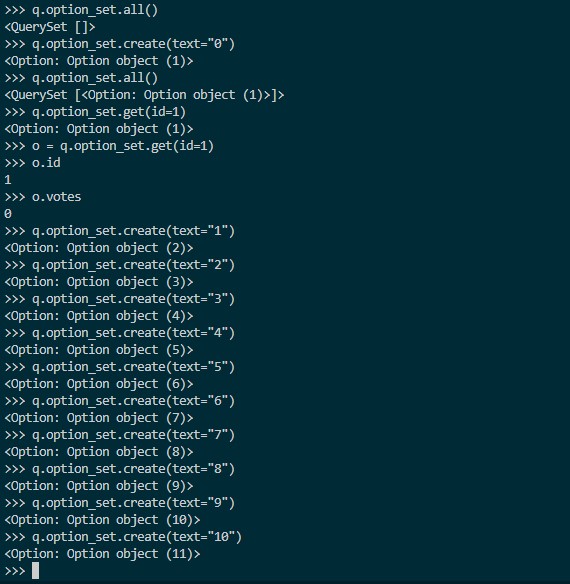 >>> q.option_set.all()
<QuerySet []>
>>> q.option_set.create(text="0")
<Option: Option object (1)>
>>> q.option_set.all()
<QuerySet [<Option: Option object (1)>]>
>>> q.option_set.get(id=1)
<Option: Option object (1)>
>>> o = q.option_set.get(id=1)
>>> o.id
1
>>> o.votes
0
>>> q.option_set.create(text="1")
<Option: Option object (2)>
>>> q.option_set.create(text="2")
<Option: Option object (3)>
>>> q.option_set.create(text="3")
<Option: Option object (4)>
>>> q.option_set.create(text="4")
<Option: Option object (5)>
>>> q.option_set.create(text="5")
<Option: Option object (6)>
>>> q.option_set.create(text="6")
<Option: Option object (7)>
>>> q.option_set.create(text="7")
<Option: Option object (8)>
>>> q.option_set.create(text="8")
<Option: Option object (9)>
>>> q.option_set.create(text="9")
<Option: Option object (10)>
>>> q.option_set.create(text="10")
<Option: Option object (11)>
>>>